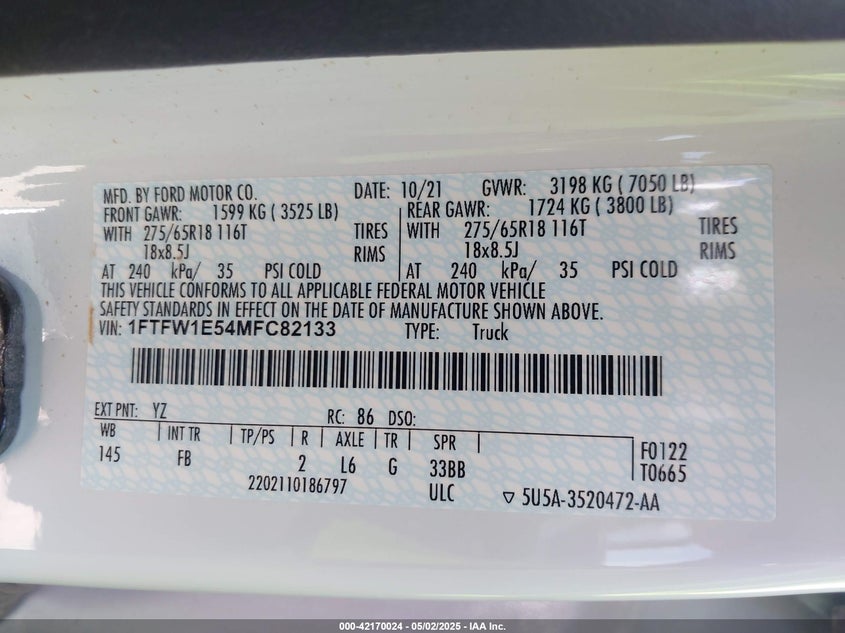 MFD. BY FORD MOTOR CO. DATE: 10/21 GVWR: 3198 KG ( 7050 LB)
FRONT GAWR: 1599 KG ( 3525 LB) REAR GAWR: 1724 KG ( 3800 LB)
WITH 275/65R18 116T TIRES WITH 275/65R18 116T TIRES
18x8.5J RIMS 18x8.5J RIMS
AT 240 kPa/ 35 PSI COLD AT 240 kPa/ 35 PSI COLD
THIS VEHICLE CONFORMS TO ALL APPLICABLE FEDERAL MOTOR VEHICLE
SAFETY STANDARDS IN EFFECT ON THE DATE OF MANUFACTURE SHOWN ABOVE.
VIN: 1FTFW1E54MFC82133 TYPE: Truck
EXT PNT: YZ RC: 86 DSO:
WB INT TR TP/PS R AXLE TR SPR F0122
145 FB 2 L6 G 33BB T0665
2202110186797 ULC ▽ 5U5A-3520472-AA
000-42170024 - 05/02/2025 - IAA Inc.